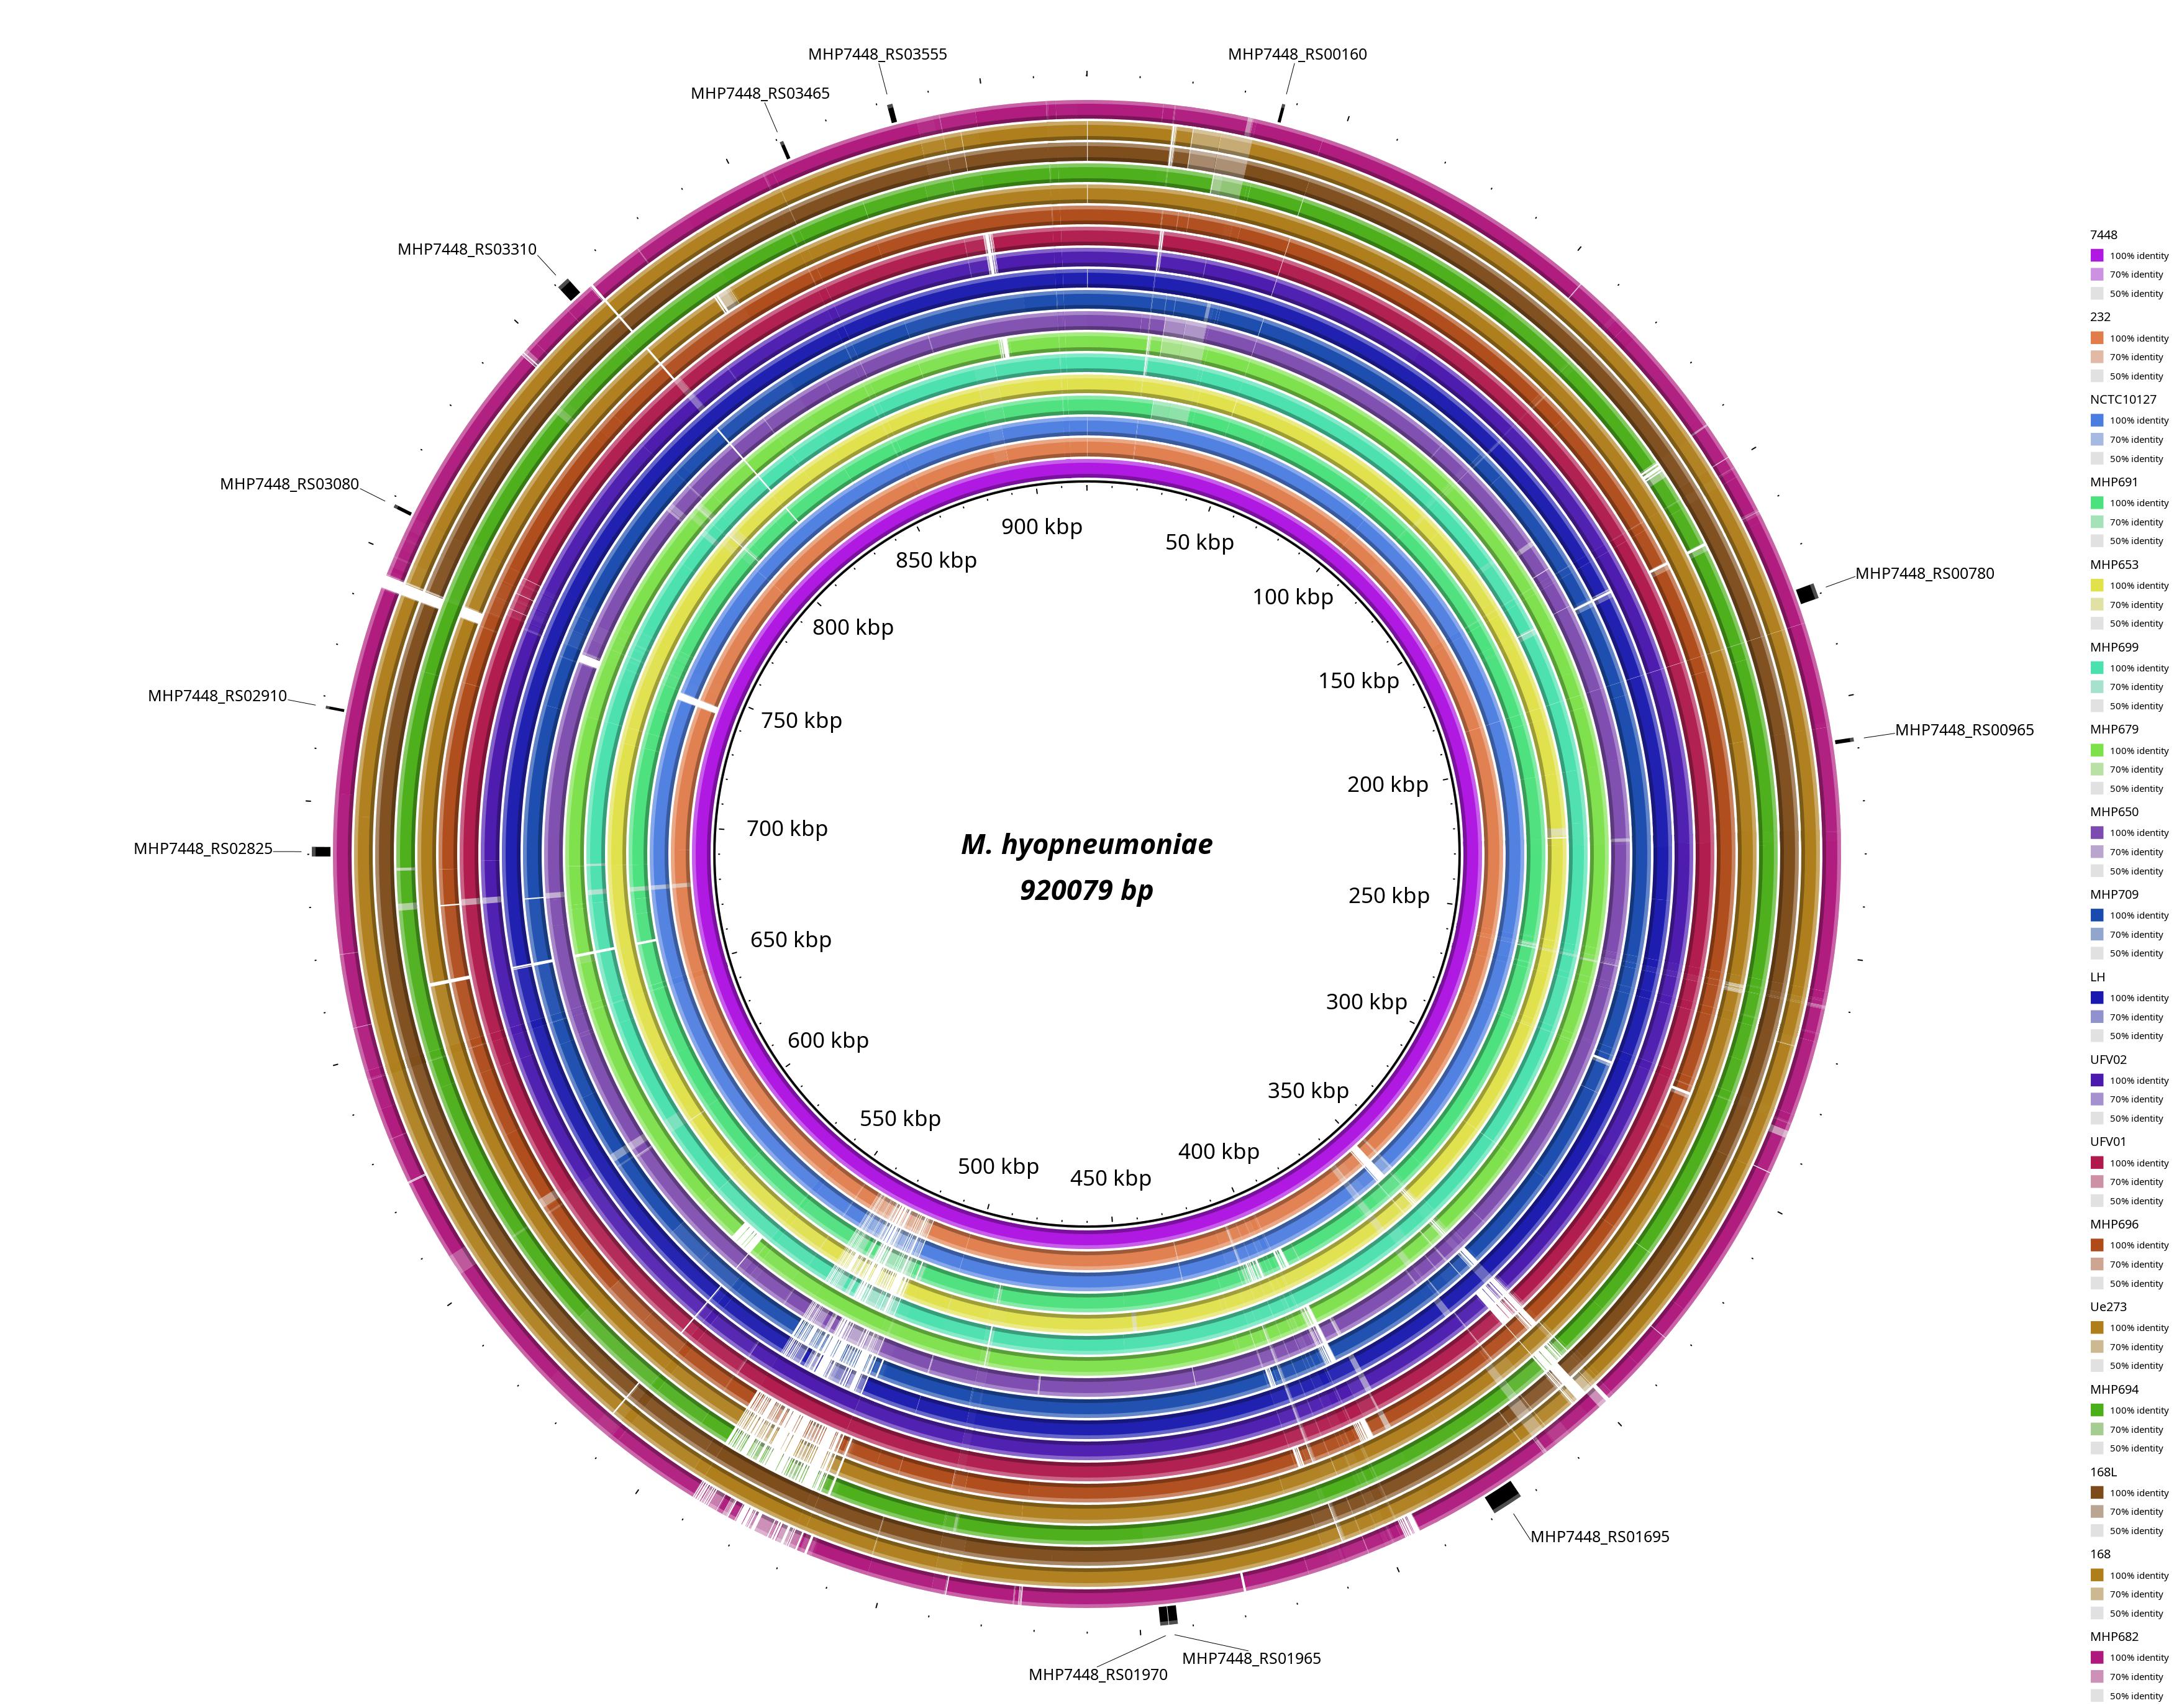 MHP7448_RS03555
MHP7448_RS00160
MHP7448_RS03465
MHP7448_RS03310
MHP7448_RS03080
MHP7448_RS00780
MHP7448_RS02910
MHP7448_RS00965
MHP7448_RS02825
MHP7448_RS01695
MHP7448_RS01965
MHP7448_RS01970
900 kbp
50 kbp
850 kbp
100 kbp
800 kbp
150 kbp
750 kbp
200 kbp
700 kbp
250 kbp
650 kbp
300 kbp
600 kbp
350 kbp
550 kbp
400 kbp
500 kbp
450 kbp
M. hyopneumoniae
920079 bp
7448
100% identity
70% identity
50% identity
232
100% identity
70% identity
50% identity
NCTC10127
100% identity
70% identity
50% identity
MHP691
100% identity
70% identity
50% identity
MHP653
100% identity
70% identity
50% identity
MHP699
100% identity
70% identity
50% identity
MHP679
100% identity
70% identity
50% identity
MHP650
100% identity
70% identity
50% identity
MHP709
100% identity
70% identity
50% identity
LH
100% identity
70% identity
50% identity
UFV02
100% identity
70% identity
50% identity
UFV01
100% identity
70% identity
50% identity
MHP696
100% identity
70% identity
50% identity
Ue273
100% identity
70% identity
50% identity
MHP694
100% identity
70% identity
50% identity
168L
100% identity
70% identity
50% identity
168
100% identity
70% identity
50% identity
MHP682
100% identity
70% identity
50% identity